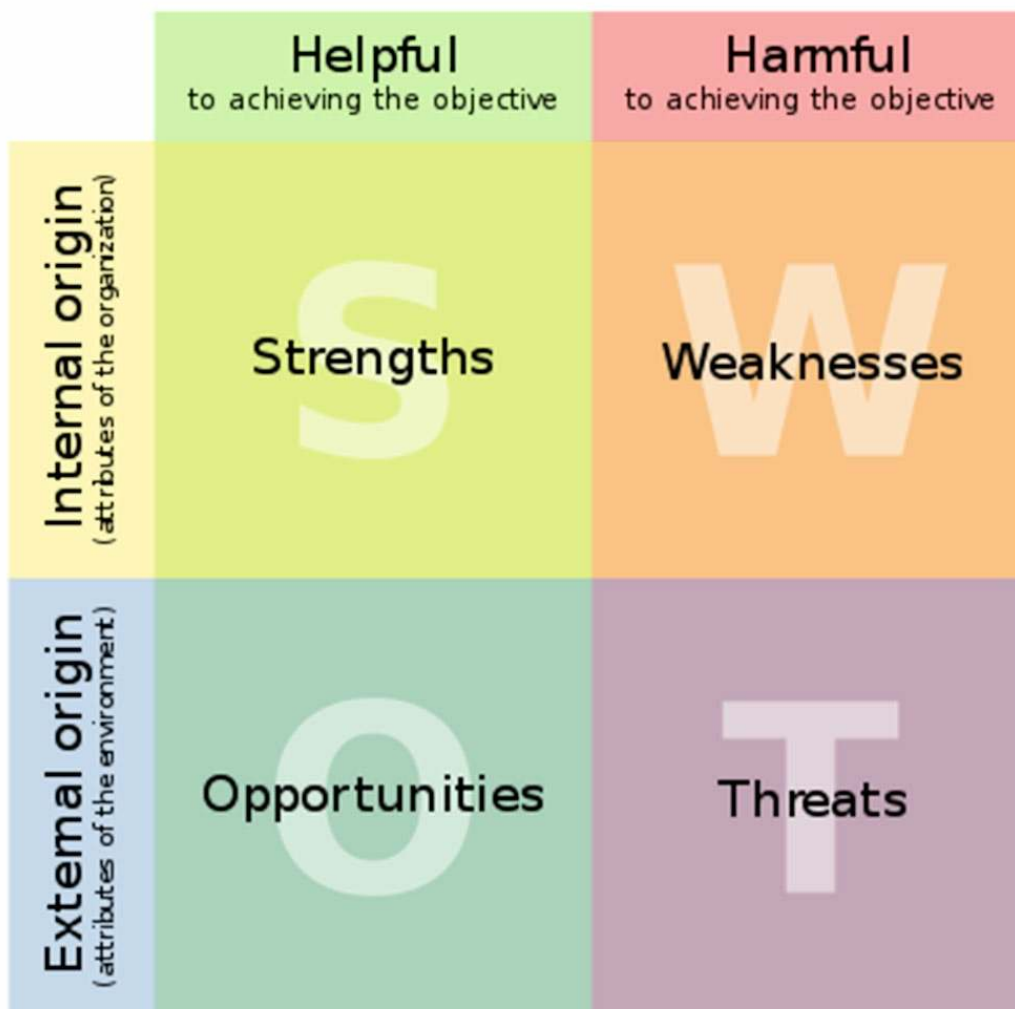 Helpful
to achieving the objective
Harmful
to achieving the objective
Internal origin
(attributes of the organization)
S
Strengths
W
Weaknesses
External origin
(attributes of the environment)
O
Opportunities
T
Threats